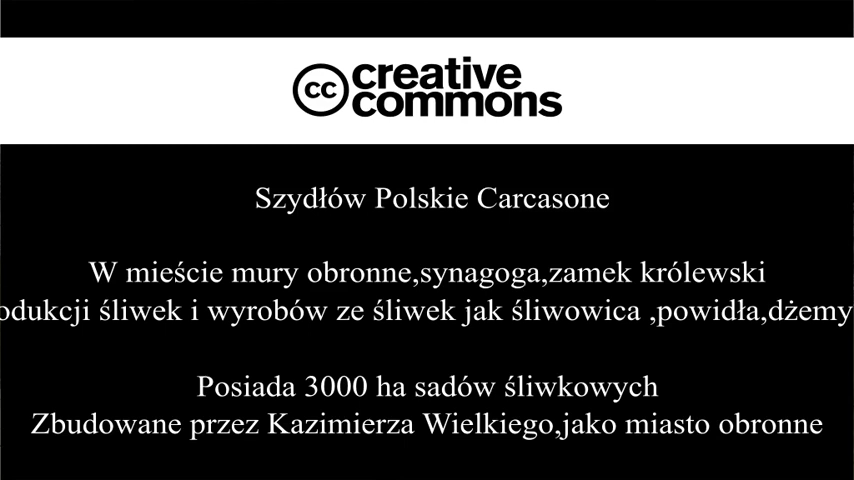 cc creative
commons
Szydłów Polskie Carcasone
W mieście mury obronne,synagoga,zamek królewski
odukcji śliwek i wyrobów ze śliwek jak śliwowica ,powidła,dżemy
Posiada 3000 ha sadów śliwkowych
Zbudowane przez Kazimierza Wielkiego,jako miasto obronne